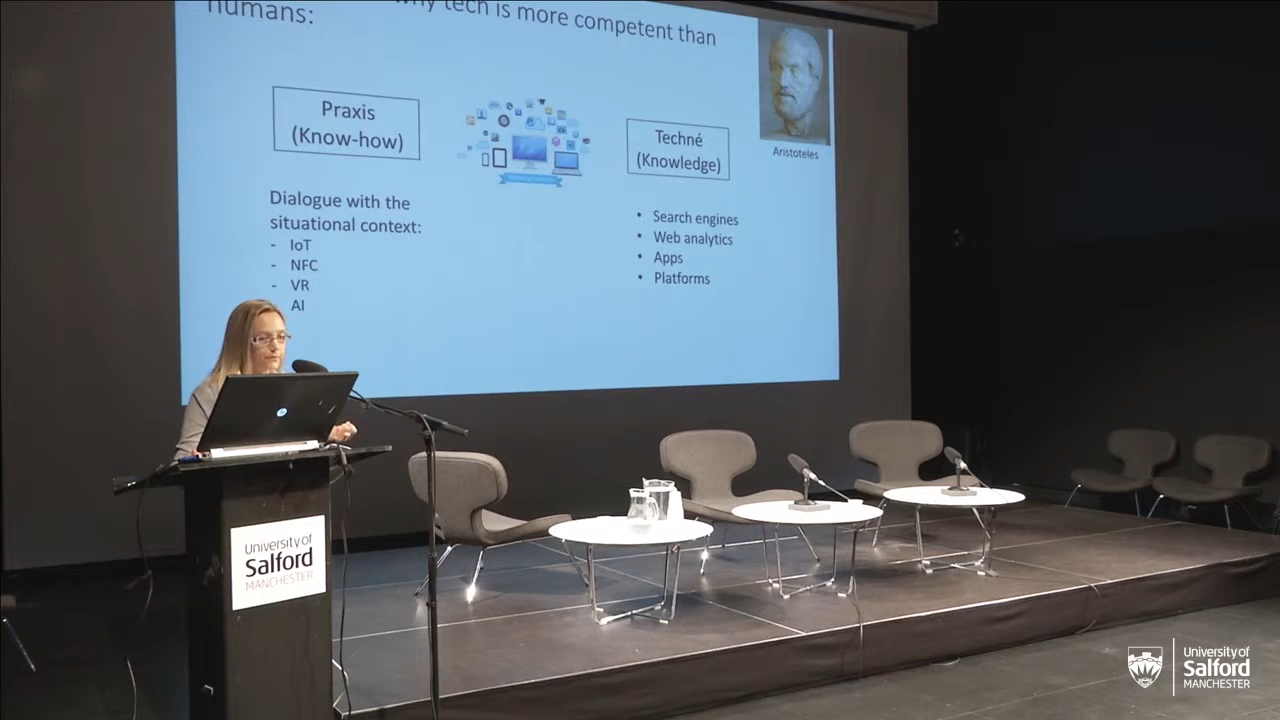 why tech is more competent than
humans:
Praxis
(Know-how)
Techné
(Knowledge)
Aristoteles
Dialogue with the
situational context:
- IoT
- NFC
- VR
AI
• Search engines
• Web analytics
• Apps
• Platforms
University of
Salford
MANCHESTER
University of
Salford
MANCHESTER